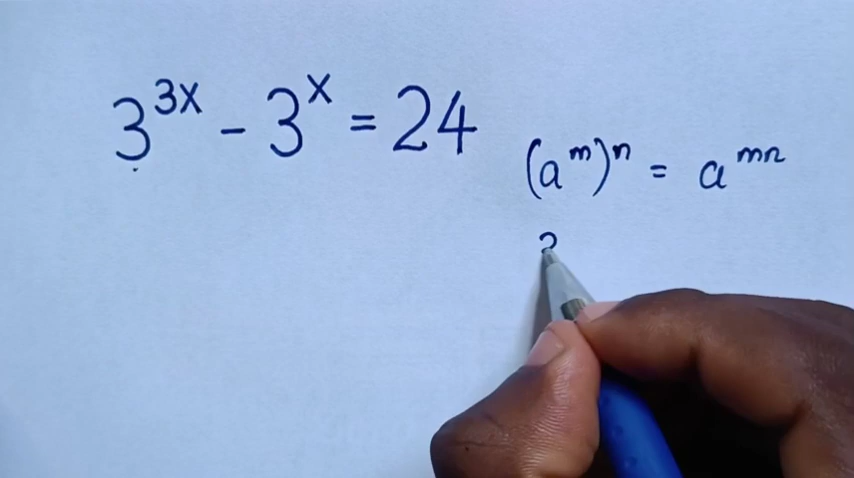 3^{3x} - 3^x = 24
(a^m)^n = a^{mn}